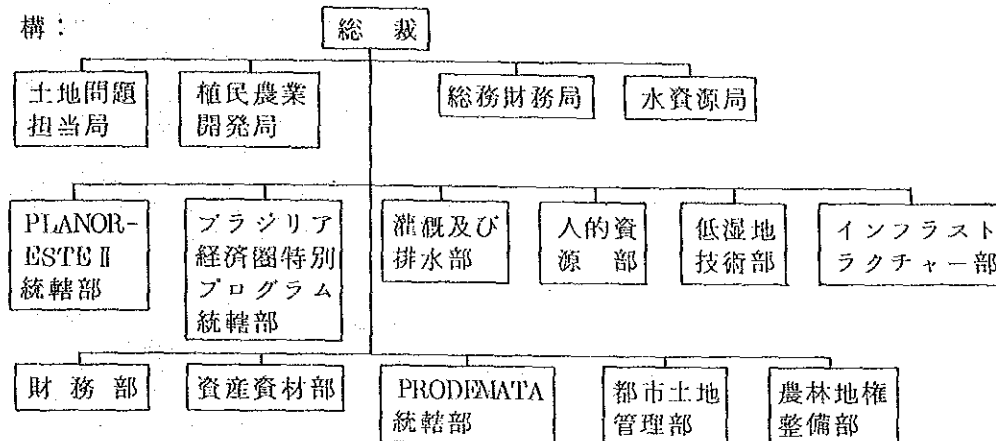 構：
総裁
土地問題
担当局
植民農業
開発局
総務財務局
水資源局
PLANOR-
ESTE II
統轄部
ブラジリア
経済圏特別
プログラム
統轄部
灌漑及び
排水部
人的資
源部
低湿地
技術部
インフラスト
ラクチャー部
財務部
資産資材部
PRODEMATA
統轄部
都市土地
管理部
農林地権
整備部